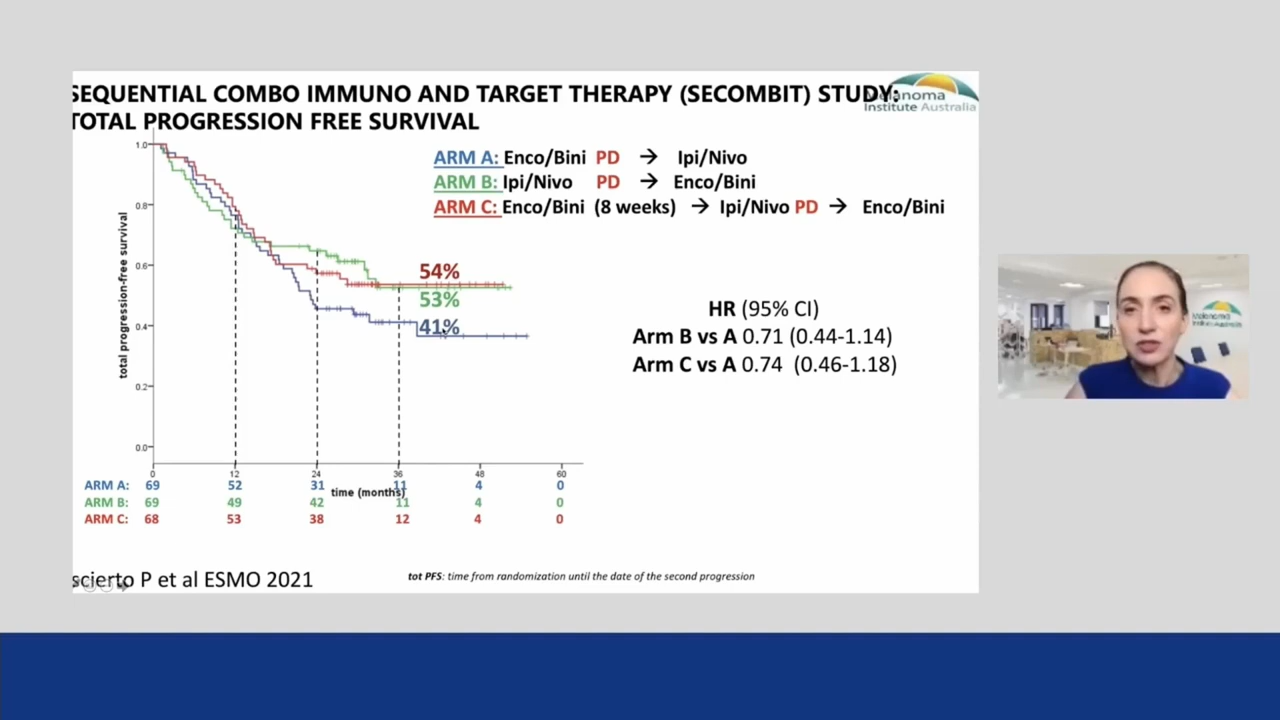 SEQUENTIAL COMBO IMMUNO AND TARGET THERAPY (SECOMBIT) STUDY:
TOTAL PROGRESSION FREE SURVIVAL
Melanoma
Institute Australia
ARM A: Enco/Bini PD → Ipi/Nivo
ARM B: Ipi/Nivo PD → Enco/Bini
ARM C: Enco/Bini (8 weeks) → Ipi/Nivo PD → Enco/Bini
total progression-free survival
1.0
0.8
0.6
0.4
0.2
0.0
54%
53%
41%
HR (95% CI)
Arm B vs A 0.71 (0.44-1.14)
Arm C vs A 0.74 (0.46-1.18)
0 12 24 36 48 60
time (months)
ARM A: 69 52 31 11 4 0
ARM B: 69 49 42 11 4 0
ARM C: 68 53 38 12 4 0
scierto P et al ESMO 2021
tot PFS: time from randomization until the date of the second progression
Melanoma
Institute Australia